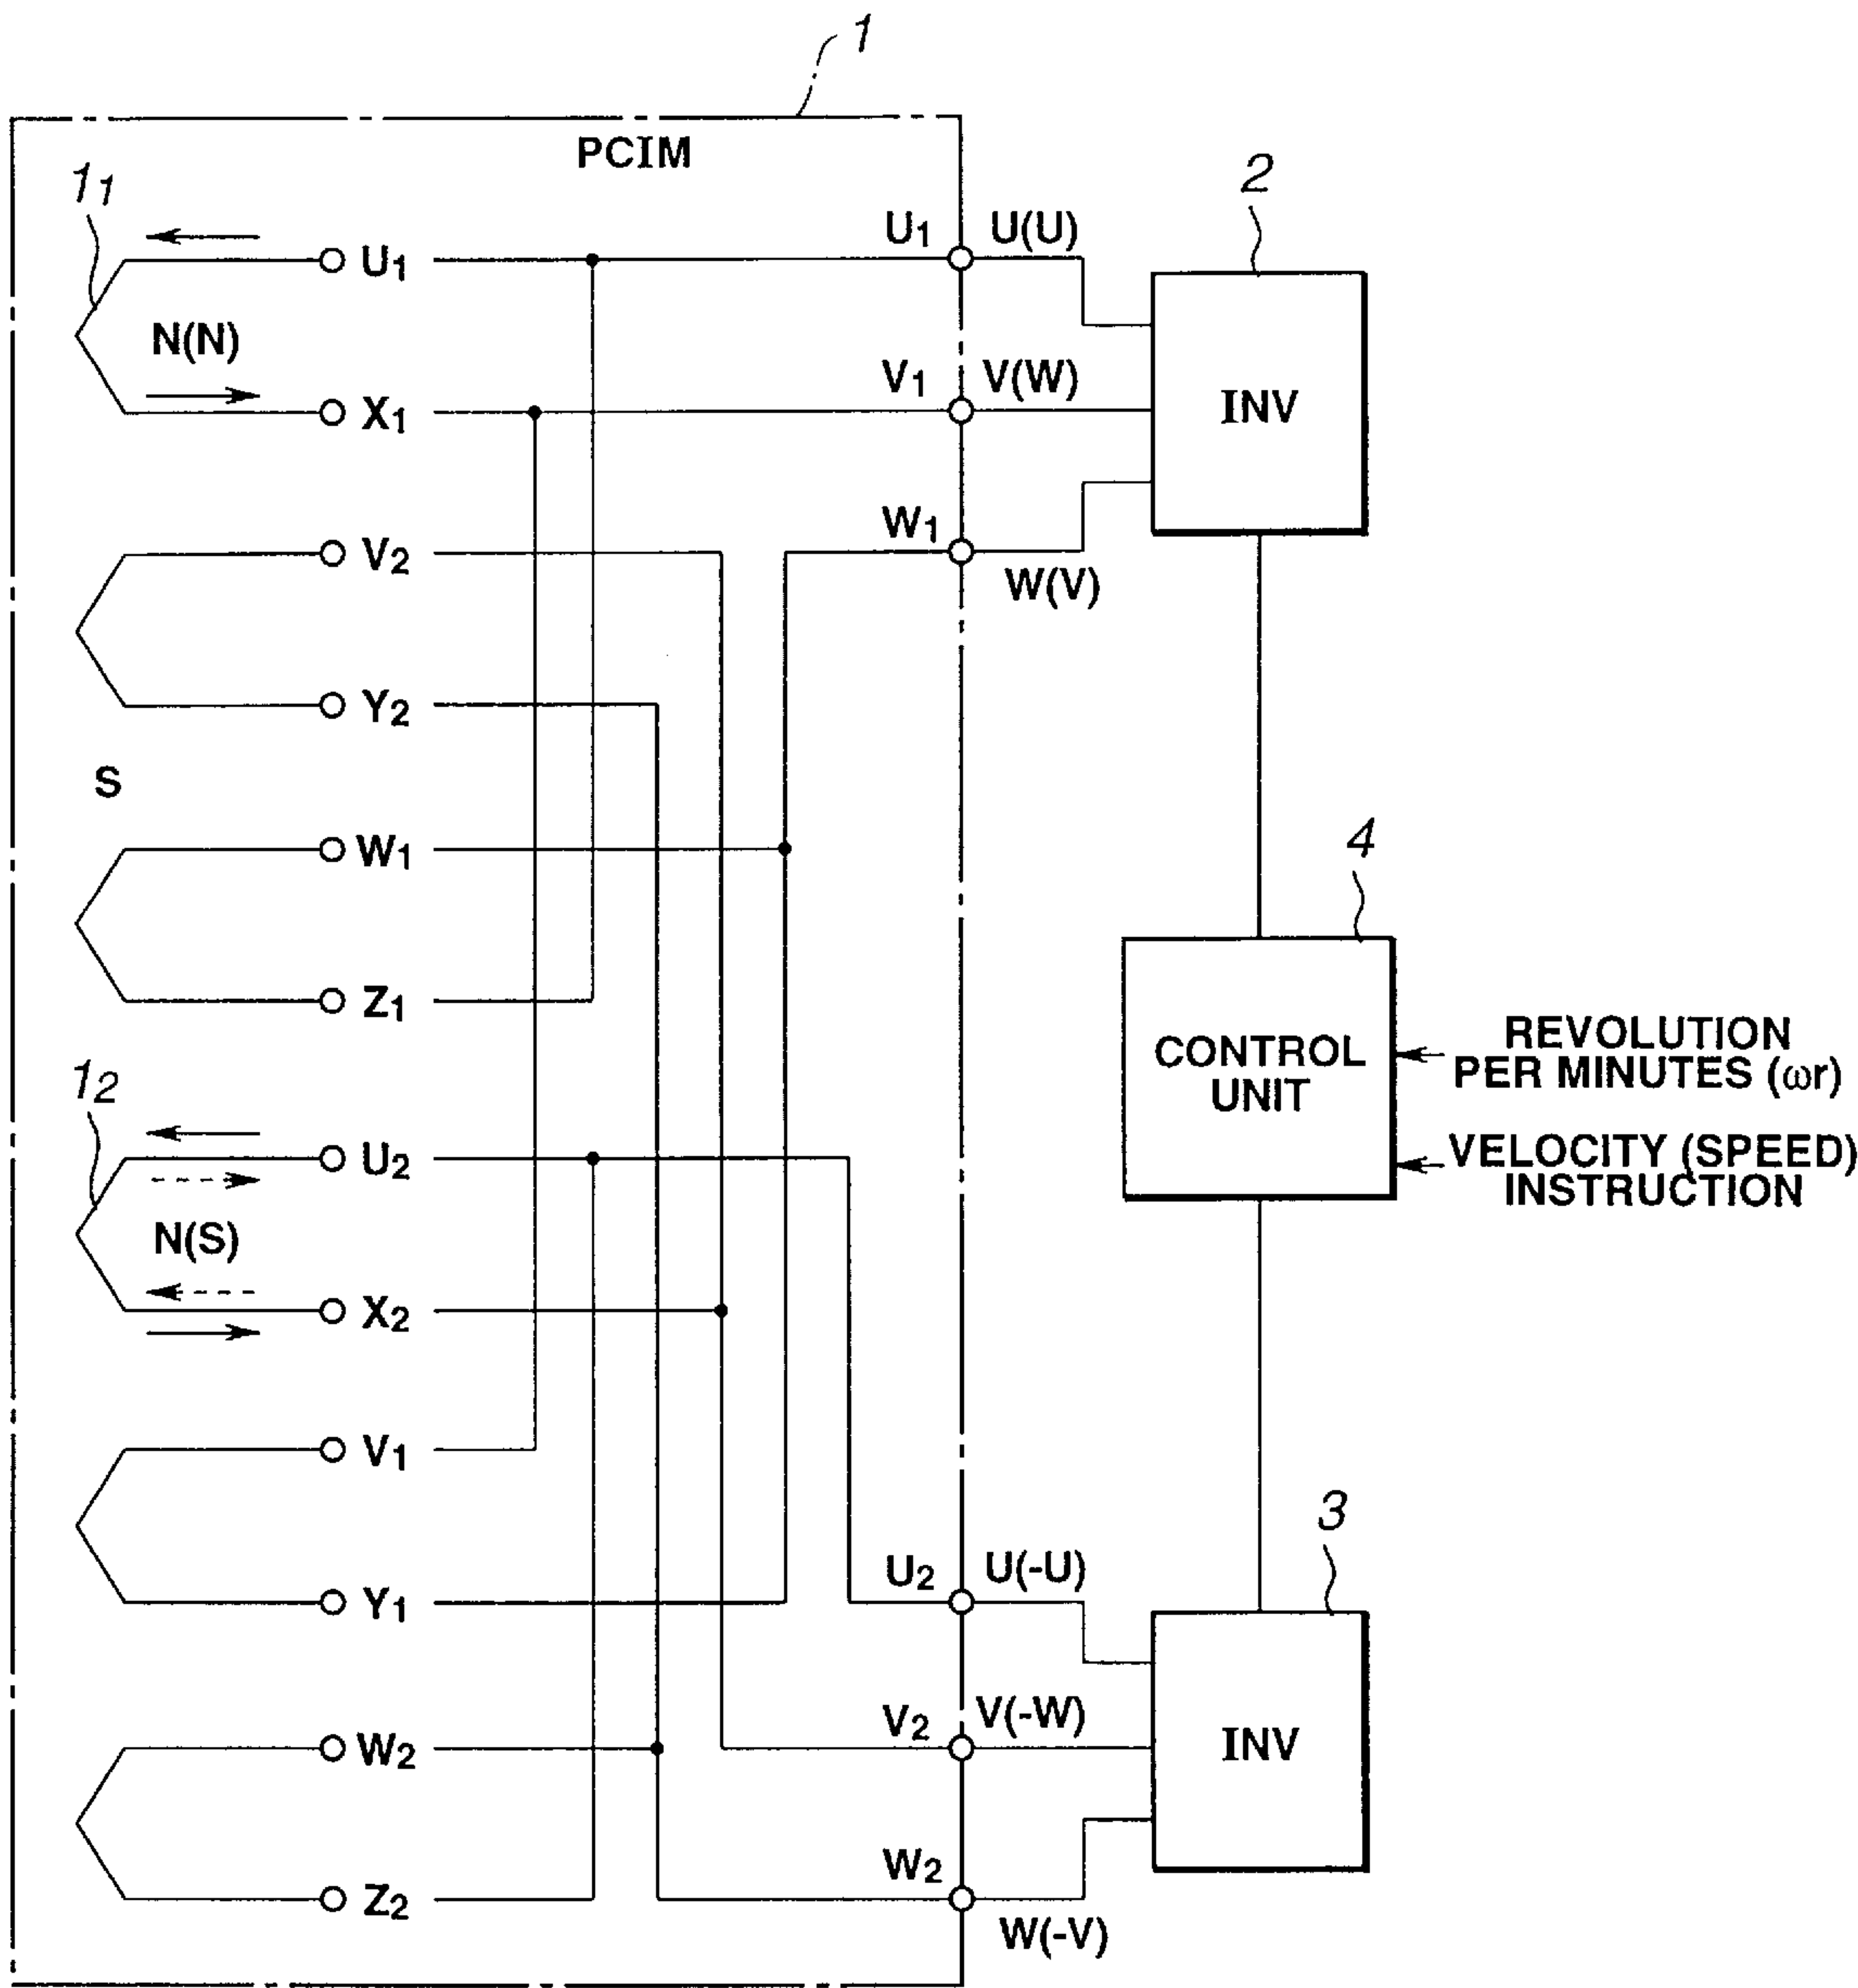 1
PCIM
1₁
2
U₁
U₁
U(U)
N(N)
INV
X₁
V₁
V(W)
V₂
W₁
W(V)
Y₂
S
W₁
4
Z₁
CONTROL
UNIT
REVOLUTION
PER MINUTES (ωr)
1₂
U₂
VELOCITY (SPEED)
INSTRUCTION
N(S)
X₂
V₁
3
Y₁
U₂
U(-U)
W₂
V₂
V(-W)
INV
Z₂
W₂
W(-V)